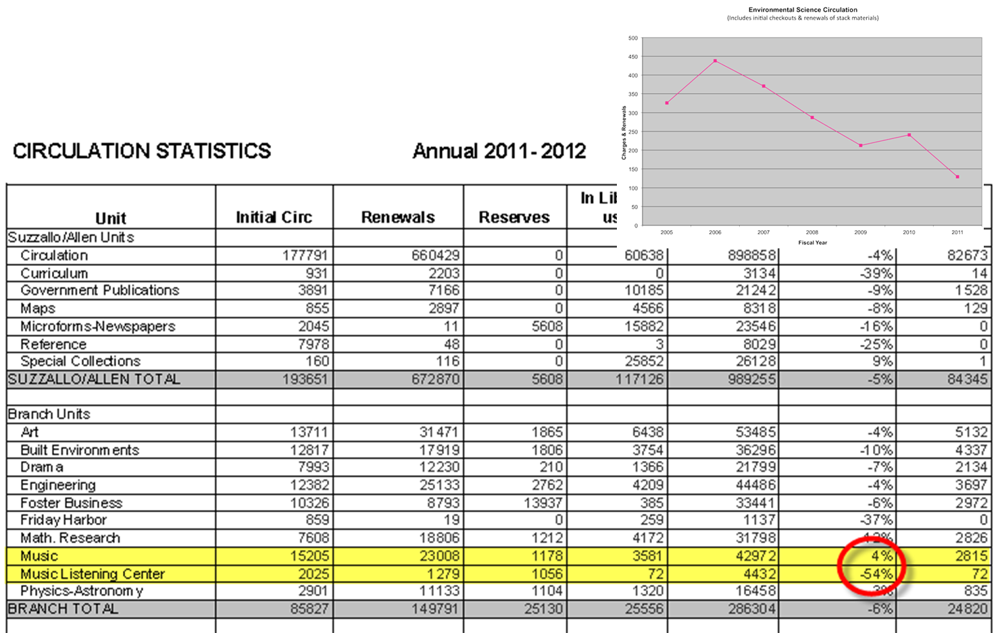 Environmental Science Circulation
(Includes initial checkouts & renewals of stack materials)
500
450
400
350
300
250
200
150
100
50
0
Charges & Renewals
2005 2006 2007 2008 2009 2010 2011
Fiscal Year
CIRCULATION STATISTICS Annual 2011-2012
In
Unit Initial Circ Renewals Reserves
Suzzallo/Allen Units
Circulation 177791 660429 0 60638 898858 -4% 82673
Curriculum 931 2203 0 0 3134 -39% 14
Government Publications 3891 7166 0 10185 21242 -9% 1528
Maps 855 2897 0 4566 8318 -8% 129
Microforms-Newspapers 2045 11 5608 15882 23546 -16% 0
Reference 7978 48 0 3 8029 -25% 0
Special Collections 160 116 0 25852 26128 9% 1
SUZZALLO/ALLEN TOTAL 193651 672870 5608 117126 989255 -5% 84345
Branch Units
Art 13711 31471 1865 6438 53485 -4% 5132
Built Environments 12817 17919 1806 3754 36296 -10% 4337
Drama 7993 12230 210 1366 21799 -7% 2134
Engineering 12382 25133 2762 4209 44486 -4% 3697
Foster Business 10326 8793 13937 385 33441 -6% 2972
Friday Harbor 859 19 0 259 1137 -37% 0
Math. Research 7608 18806 1212 4172 31798 2826
Music 15205 23008 1178 3581 42972 4% 2815
Music Listening Center 2025 1279 1056 72 4432 -54% 72
Physics-Astronomy 2901 11133 1104 1320 16458 835
BRANCH TOTAL 85827 149791 25130 25556 286304 -6% 24820